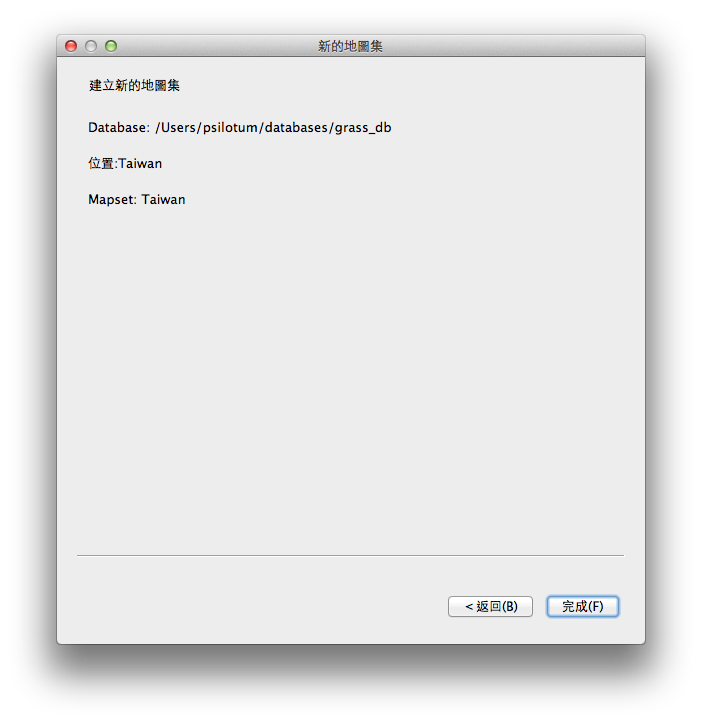 新的地圖集
建立新的地圖集
Database: /Users/psilotum/databases/grass_db
位置:Taiwan
Mapset: Taiwan
< 返回(B)
完成(F)